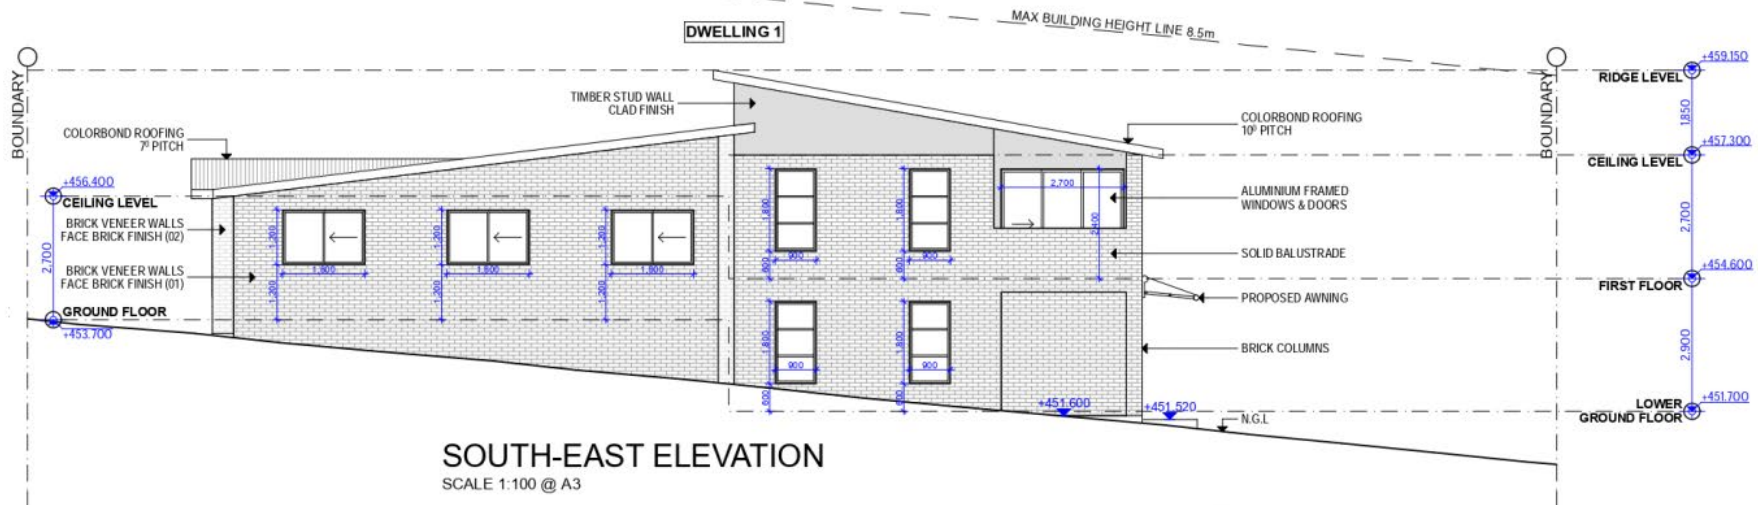 MAX BUILDING HEIGHT LINE 8.5m
DWELLING 1
BOUNDARY
BOUNDARY
+459.150
RIDGE LEVEL
1,850
TIMBER STUD WALL
CLAD FINISH
COLORBOND ROOFING
7⁰ PITCH
COLORBOND ROOFING
10⁰ PITCH
+457.300
CEILING LEVEL
+456.400
CEILING LEVEL
2,700
ALUMINIUM FRAMED
WINDOWS & DOORS
BRICK VENEER WALLS
FACE BRICK FINISH (02)
BRICK VENEER WALLS
FACE BRICK FINISH (01)
2,700
2,700
1,200
1,200
1,200
1,800
1,800
2,400
1,800
1,800
1,800
900
900
600
600
1,200
1,200
1,200
SOLID BALUSTRADE
+454.600
FIRST FLOOR
PROPOSED AWNING
GROUND FLOOR
+453.700
1,800
1,800
900
900
600
600
BRICK COLUMNS
2,900
+451.600
+451.520
+451.700
LOWER
GROUND FLOOR
N.G.L
SOUTH-EAST ELEVATION
SCALE 1:100 @ A3